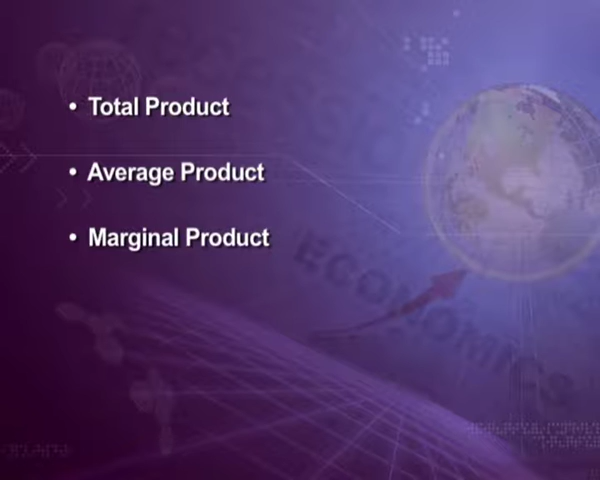 • Total Product
• Average Product
• Marginal Product
ECONOMICS